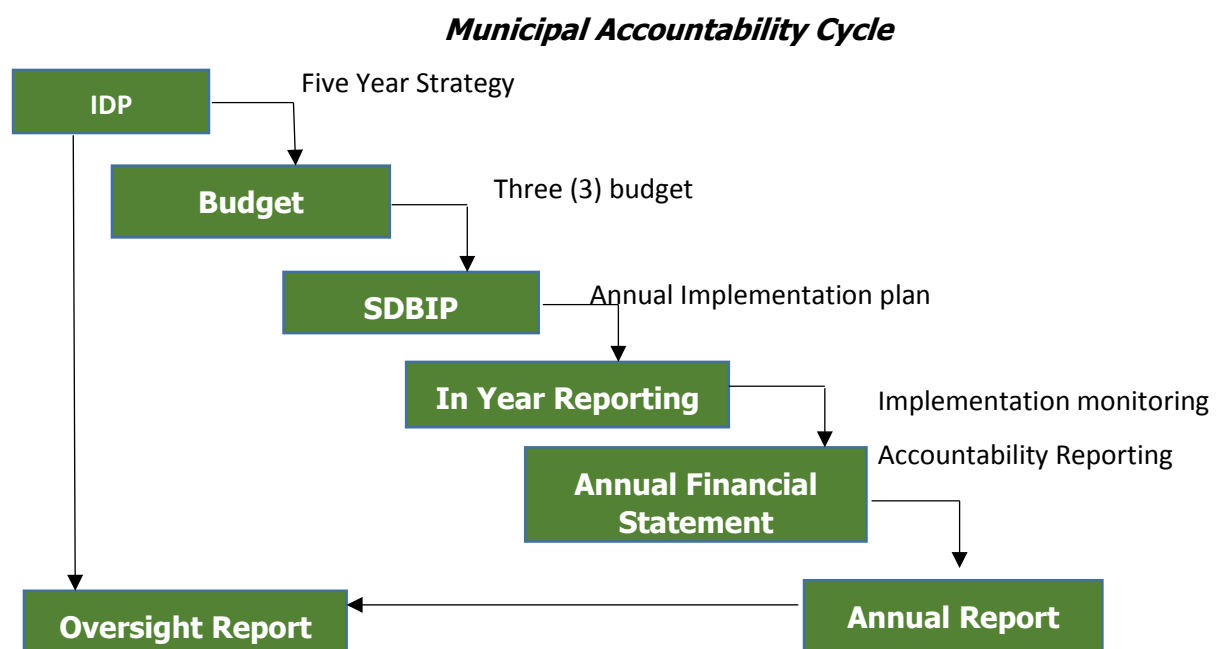 Municipal Accountability Cycle
Five Year Strategy
IDP
Three (3) budget
Budget
Annual Implementation plan
SDBIP
In Year Reporting
Implementation monitoring
Accountability Reporting
Annual Financial
Statement
Annual Report
Oversight Report